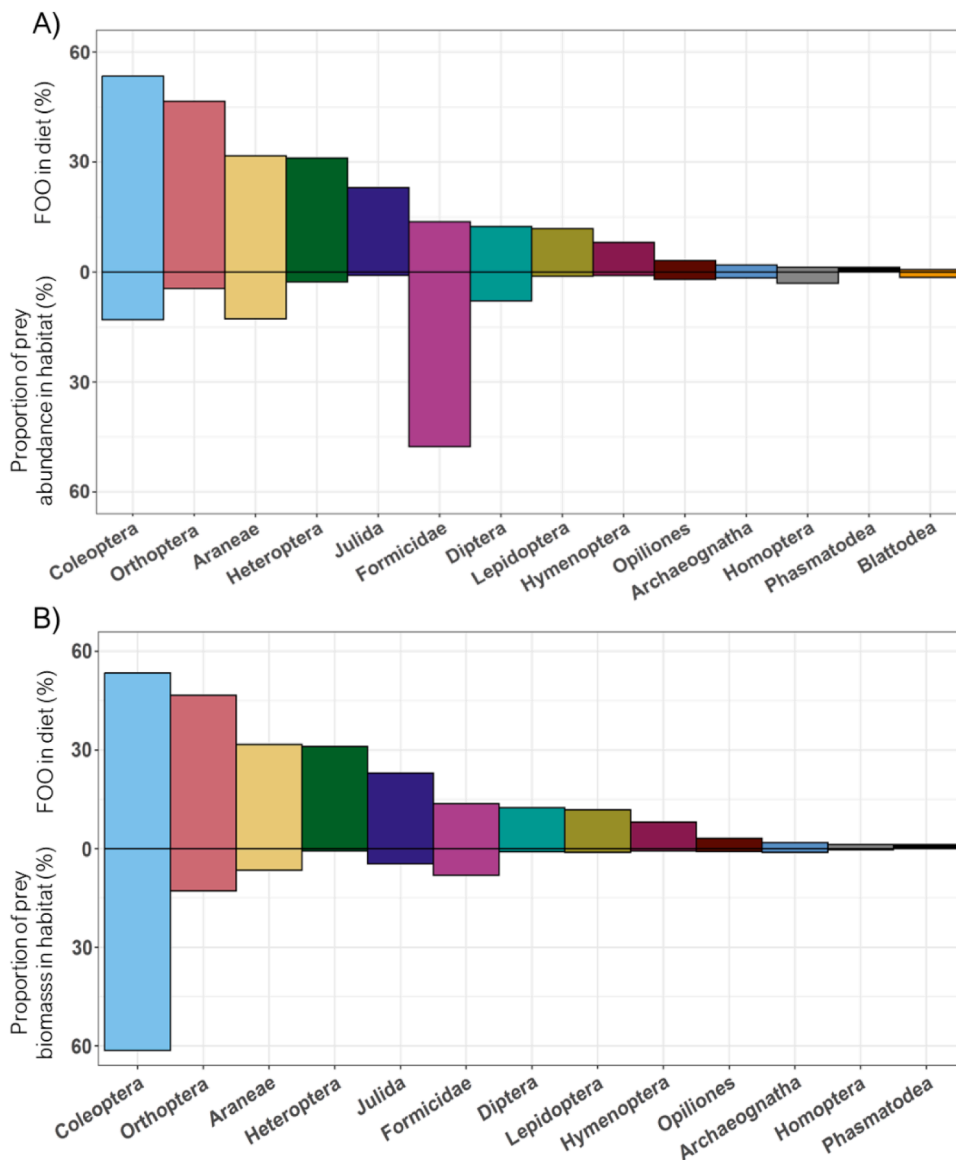 A)
60
30
0
30
60
FOO in diet (%)
Proportion of prey
abundance in habitat (%)
Coleoptera
Orthoptera
Araneae
Heteroptera
Julida
Formicidae
Diptera
Lepidoptera
Hymenoptera
Opiliones
Archaeognatha
Homoptera
Phasmatodea
Blattodea
B)
60
30
0
30
60
FOO in diet (%)
Proportion of prey
biomasss in habitat (%)
Coleoptera
Orthoptera
Araneae
Heteroptera
Julida
Formicidae
Diptera
Lepidoptera
Hymenoptera
Opiliones
Archaeognatha
Homoptera
Phasmatodea